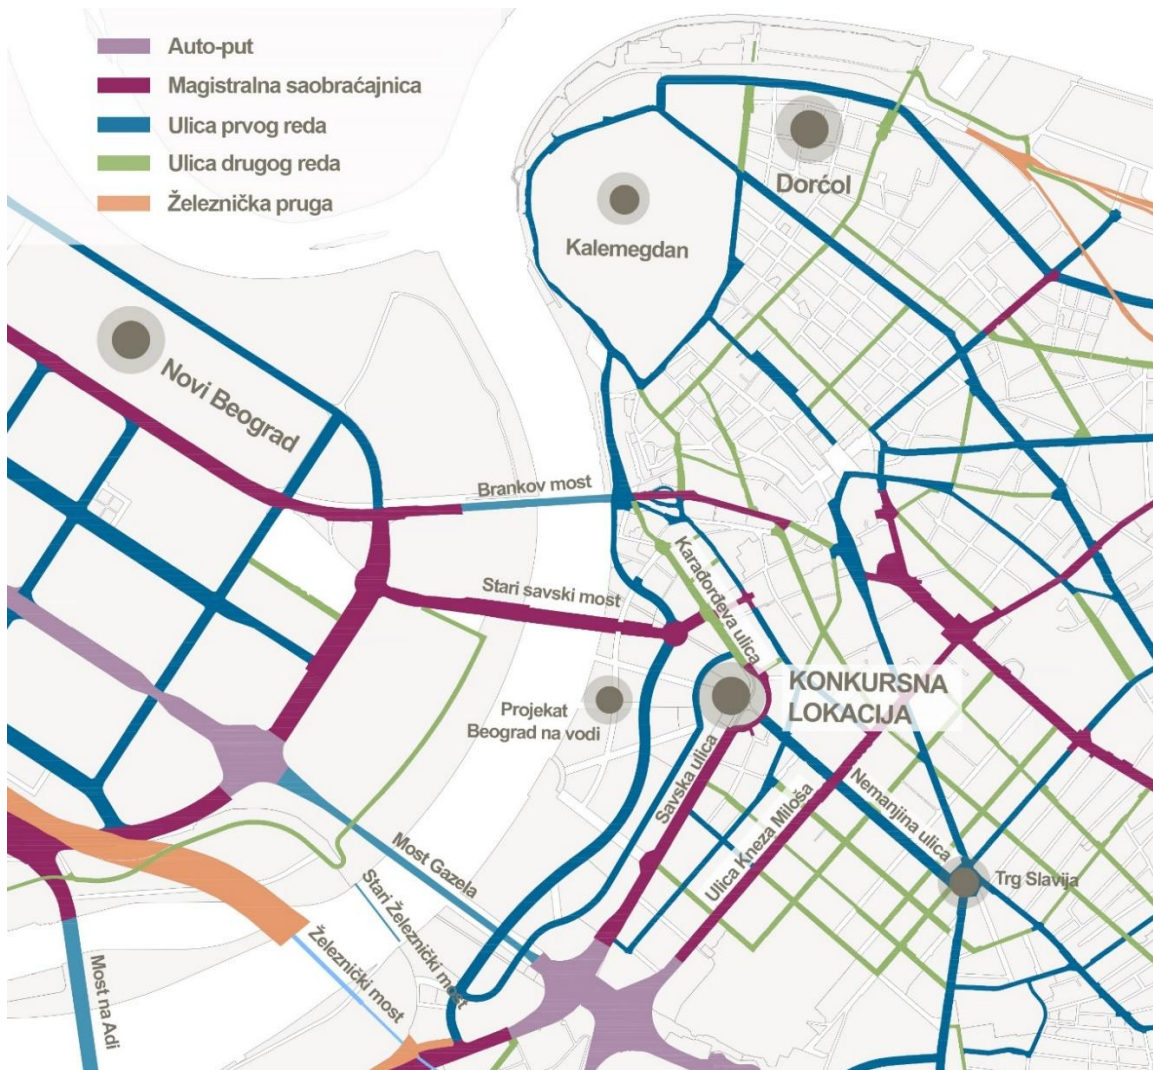 Auto-put
Magistralna saobraćajnica
Ulica prvog reda
Ulica drugog reda
Železnička pruga
Dorćol
Kalemegdan
Novi Beograd
Brankov most
Karađorđeva ulica
Stari savski most
KONKURSNA
LOKACIJA
Projekat
Beograd na vodi
Savska ulica
Nemanjina ulica
Ulica Kneza Miloša
Most Gazela
Trg Slavija
Stari Železnički most
Železnički most
Most na Adi